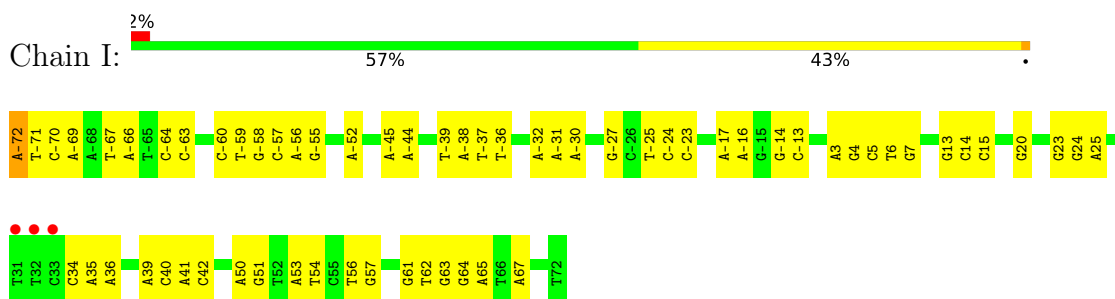 2%
Chain I:
57% 43% •
A-72 T-71 C-70 A-69 A-68 T-67 A-66 T-65 C-64 C-63 C-60 T-59 G-58 C-57 A-56 G-55 A-52 A-45 A-44 T-39 A-38 T-37 T-36 A-32 A-31 A-30 G-27 C-26 T-25 C-24 C-23 A-17 A-16 G-15 G-14 C-13 A3 G4 C5 T6 G7 G13 C14 C15 G20 G23 G24 A25
T31 T32 C33 C34 A35 A36 A39 C40 A41 C42 A50 G51 T52 A53 T54 C55 T56 G57 G61 T62 G63 G64 A65 T66 A67 T72